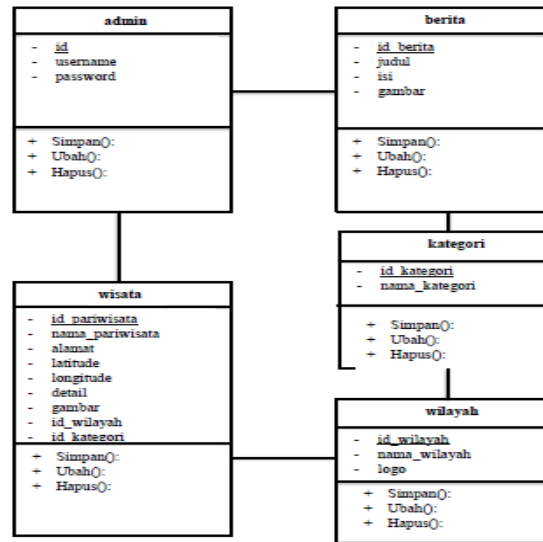 admin
- id
- username
- password
+ Simpan():
+ Ubah():
+ Hapus():
berita
- id_berita
- judul
- isi
- gambar
+ Simpan():
+ Ubah():
+ Hapus():
kategori
- id_kategori
- nama_kategori
+ Simpan():
+ Ubah():
+ Hapus():
wisata
- id_pariwisata
- nama_pariwisata
- alamat
- latitude
- longitude
- detail
- gambar
- id_wilayah
- id_kategori
+ Simpan():
+ Ubah():
+ Hapus():
wilayah
- id_wilayah
- nama_wilayah
- logo
+ Simpan():
+ Ubah():
+ Hapus():